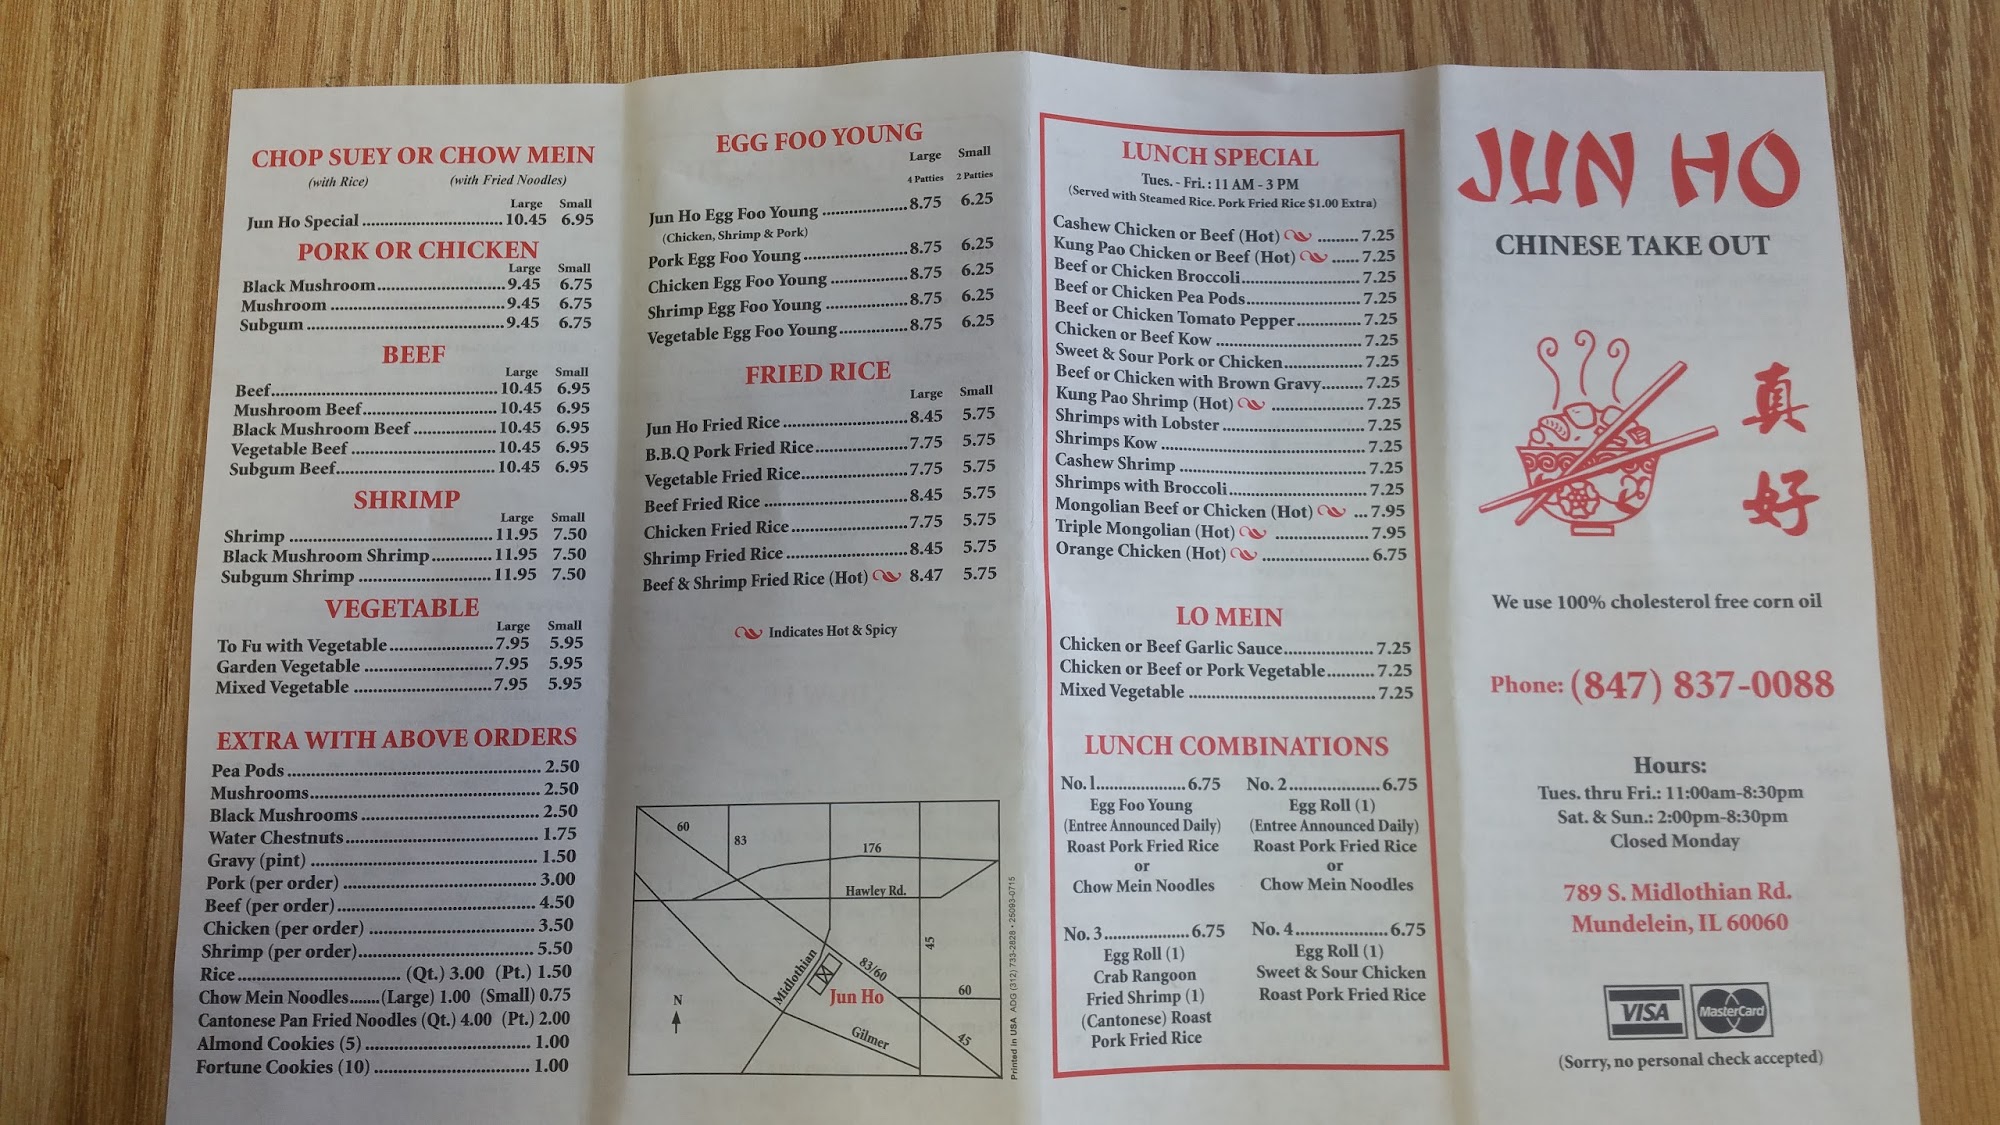 CHOP SUEY OR CHOW MEIN
(with Rice) (with Fried Noodles)
Large Small
Jun Ho Special 10.45 6.95
PORK OR CHICKEN
Large Small
Black Mushroom 9.45 6.75
Mushroom 9.45 6.75
Subgum 9.45 6.75
BEEF
Large Small
Beef 10.45 6.95
Mushroom Beef 10.45 6.95
Black Mushroom Beef 10.45 6.95
Vegetable Beef 10.45 6.95
Subgum Beef 10.45 6.95
SHRIMP
Large Small
Shrimp 11.95 7.50
Black Mushroom Shrimp 11.95 7.50
Subgum Shrimp 11.95 7.50
VEGETABLE
Large Small
To Fu with Vegetable 7.95 5.95
Garden Vegetable 7.95 5.95
Mixed Vegetable 7.95 5.95
EXTRA WITH ABOVE ORDERS
Pea Pods 2.50
Mushrooms 2.50
Black Mushrooms 2.50
Water Chestnuts 1.75
Gravy (pint) 1.50
Pork (per order) 3.00
Beef (per order) 4.50
Chicken (per order) 3.50
Shrimp (per order) 5.50
Rice (Qt.) 3.00 (Pt.) 1.50
Chow Mein Noodles (Large) 1.00 (Small) 0.75
Cantonese Pan Fried Noodles (Qt.) 4.00 (Pt.) 2.00
Almond Cookies (5) 1.00
Fortune Cookies (10) 1.00
EGG FOO YOUNG
Large Small
4 Patties 2 Patties
Jun Ho Egg Foo Young 8.75 6.25
(Chicken, Shrimp & Pork)
Pork Egg Foo Young 8.75 6.25
Chicken Egg Foo Young 8.75 6.25
Shrimp Egg Foo Young 8.75 6.25
Vegetable Egg Foo Young 8.75 6.25
FRIED RICE
Large Small
Jun Ho Fried Rice 8.45 5.75
B.B.Q Pork Fried Rice 7.75 5.75
Vegetable Fried Rice 7.75 5.75
Beef Fried Rice 8.45 5.75
Chicken Fried Rice 7.75 5.75
Shrimp Fried Rice 8.45 5.75
Beef & Shrimp Fried Rice (Hot) 8.47 5.75
Indicates Hot & Spicy
60
83
176
Hawley Rd.
45
Midlothian
83/60
60
Jun Ho
N
Gilmer
45
Printed in USA ADG (312) 733-2828 • 25093-0715
LUNCH SPECIAL
Tues. - Fri. : 11 AM - 3 PM
(Served with Steamed Rice. Pork Fried Rice $1.00 Extra)
Cashew Chicken or Beef (Hot) 7.25
Kung Pao Chicken or Beef (Hot) 7.25
Beef or Chicken Broccoli 7.25
Beef or Chicken Pea Pods 7.25
Beef or Chicken Tomato Pepper 7.25
Chicken or Beef Kow 7.25
Sweet & Sour Pork or Chicken 7.25
Beef or Chicken with Brown Gravy 7.25
Kung Pao Shrimp (Hot) 7.25
Shrimps with Lobster 7.25
Shrimps Kow 7.25
Cashew Shrimp 7.25
Shrimps with Broccoli 7.25
Mongolian Beef or Chicken (Hot) 7.95
Triple Mongolian (Hot) 7.95
Orange Chicken (Hot) 6.75
LO MEIN
Chicken or Beef Garlic Sauce 7.25
Chicken or Beef or Pork Vegetable 7.25
Mixed Vegetable 7.25
LUNCH COMBINATIONS
No. 1 6.75
Egg Foo Young
(Entree Announced Daily)
Roast Pork Fried Rice
or
Chow Mein Noodles
No. 2 6.75
Egg Roll (1)
(Entree Announced Daily)
Roast Pork Fried Rice
or
Chow Mein Noodles
No. 3 6.75
Egg Roll (1)
Crab Rangoon
Fried Shrimp (1)
(Cantonese) Roast
Pork Fried Rice
No. 4 6.75
Egg Roll (1)
Sweet & Sour Chicken
Roast Pork Fried Rice
JUN HO
CHINESE TAKE OUT
真
好
We use 100% cholesterol free corn oil
Phone: (847) 837-0088
Hours:
Tues. thru Fri.: 11:00am-8:30pm
Sat. & Sun.: 2:00pm-8:30pm
Closed Monday
789 S. Midlothian Rd.
Mundelein, IL 60060
VISA MasterCard
(Sorry, no personal check accepted)